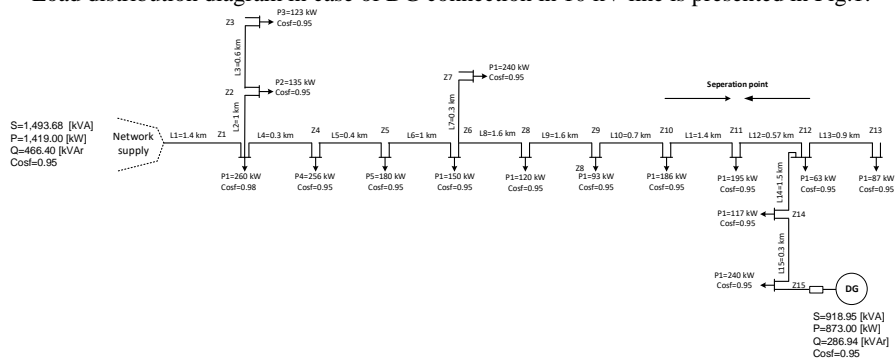 Load distribution diagram in case of DG connection in 10 kV line is presented in Fig.1.
P3=123 kW
Cosf=0.95
Z3
L3=0.6 km
P2=135 kW
Cosf=0.95
Z2
L2=1 km
P1=240 kW
Cosf=0.95
Z7
L7=0.3 km
Seperation point
S=1,493.68 [kVA]
P=1,419.00 [kW]
Q=466.40 [kVAr
Cosf=0.95
Network
supply
L1=1.4 km
Z1
L4=0.3 km
Z4
L5=0.4 km
Z5
L6=1 km
Z6
L8=1.6 km
Z8
L9=1.6 km
Z9
L10=0.7 km
Z10
L1=1.4 km
Z11
L12=0.57 km
Z12
L13=0.9 km
Z13
Z8
P1=260 kW
Cosf=0.98
P4=256 kW
Cosf=0.95
P5=180 kW
Cosf=0.95
P1=150 kW
Cosf=0.95
P1=120 kW
Cosf=0.95
P1=93 kW
Cosf=0.95
P1=186 kW
Cosf=0.95
P1=195 kW
Cosf=0.95
P1=63 kW
Cosf=0.95
P1=87 kW
Cosf=0.95
L14=1.5 km
P1=117 kW
Cosf=0.95
Z14
L15=0.3 km
P1=240 kW
Cosf=0.95
Z15
DG
S=918.95 [kVA]
P=873.00 [kW]
Q=286.94 [kVAr]
Cosf=0.95